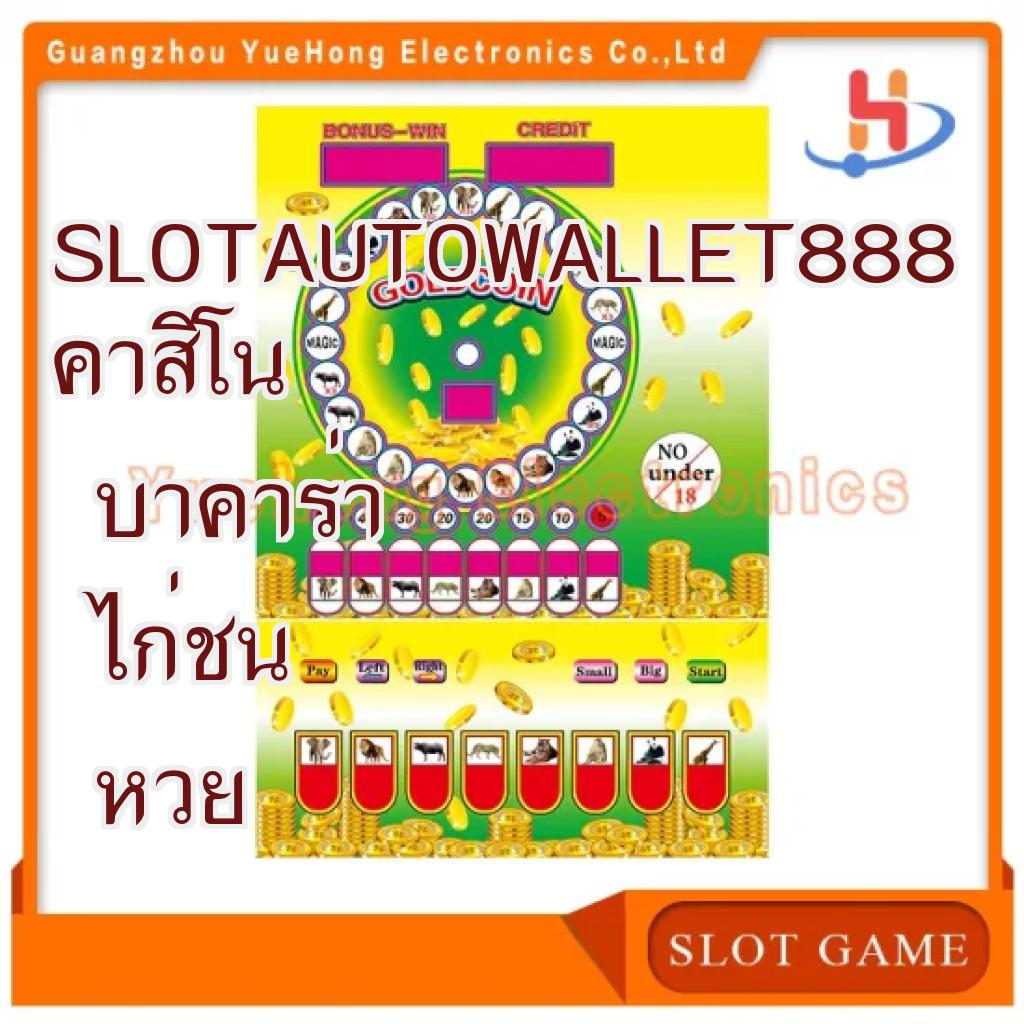 Guangzhou YueHong Electronics Co.,Ltd
BONUS-WIN CREDIT
SLOTAUTOWALLET888
GOLDCOIN
คาสิโน
MAGIC MAGIC
NO
under
18
บาคาร่า
30 20 20 15 10 5
ไก่ชน
Pay Left Right Small Big Start
หวย
SLOT GAME